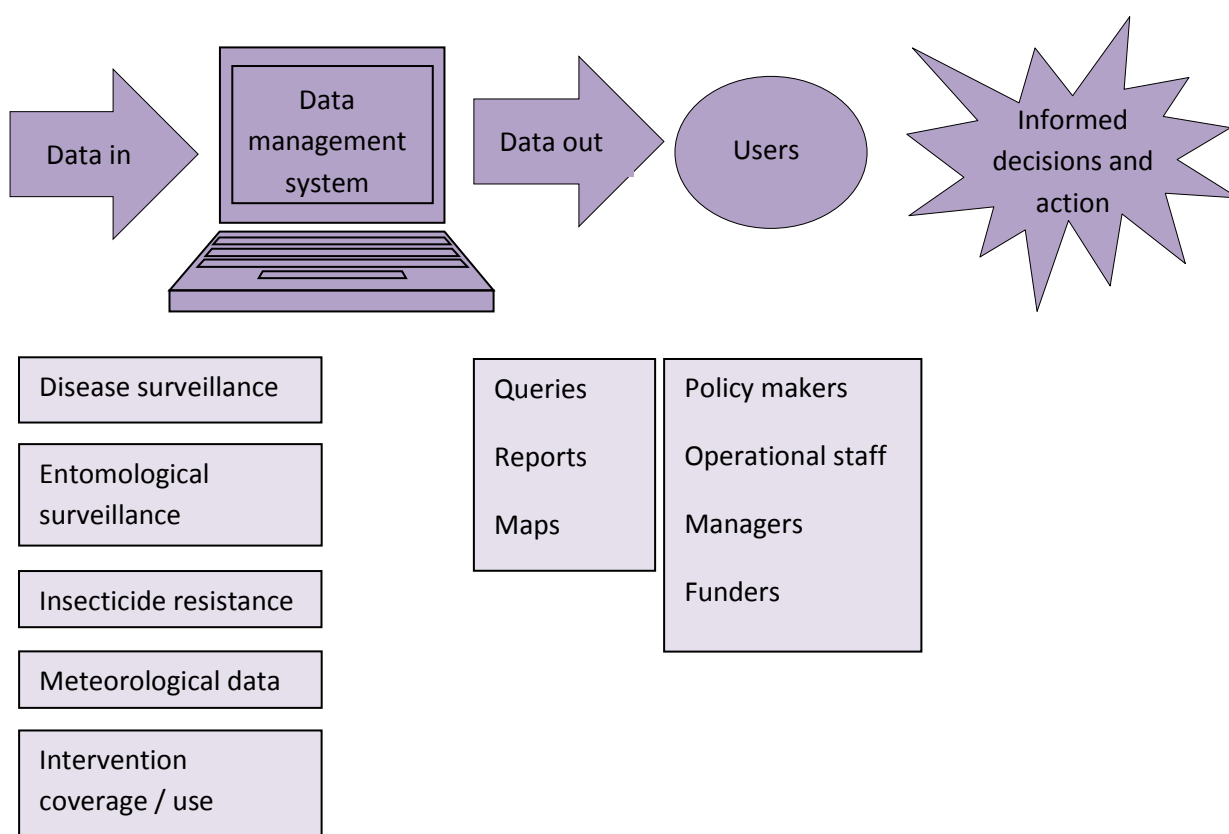 Data in
Data
management
system
Data out
Users
Informed
decisions and
action
Disease surveillance
Entomological
surveillance
Insecticide resistance
Meteorological data
Intervention
coverage / use
Queries
Reports
Maps
Policy makers
Operational staff
Managers
Funders